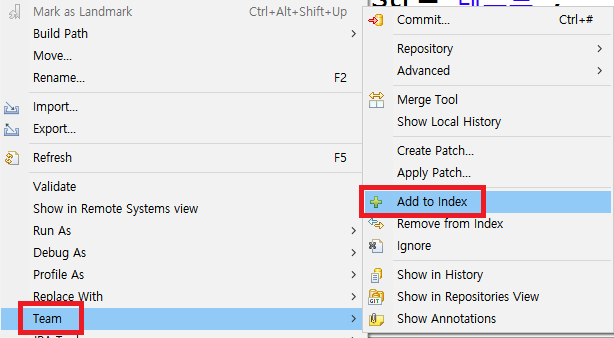 Mark as Landmark Ctrl+Alt+Shift+Up
Build Path
Move...
Rename... F2
Import...
Export...
Refresh F5
Validate
Show in Remote Systems view
Run As
Debug As
Profile As
Replace With
Team
Commit... Ctrl+#
Repository
Advanced
Merge Tool
Show Local History
Create Patch...
Apply Patch...
Add to Index
Remove from Index
Ignore
Show in History
GIT
Show in Repositories View
Show Annotations